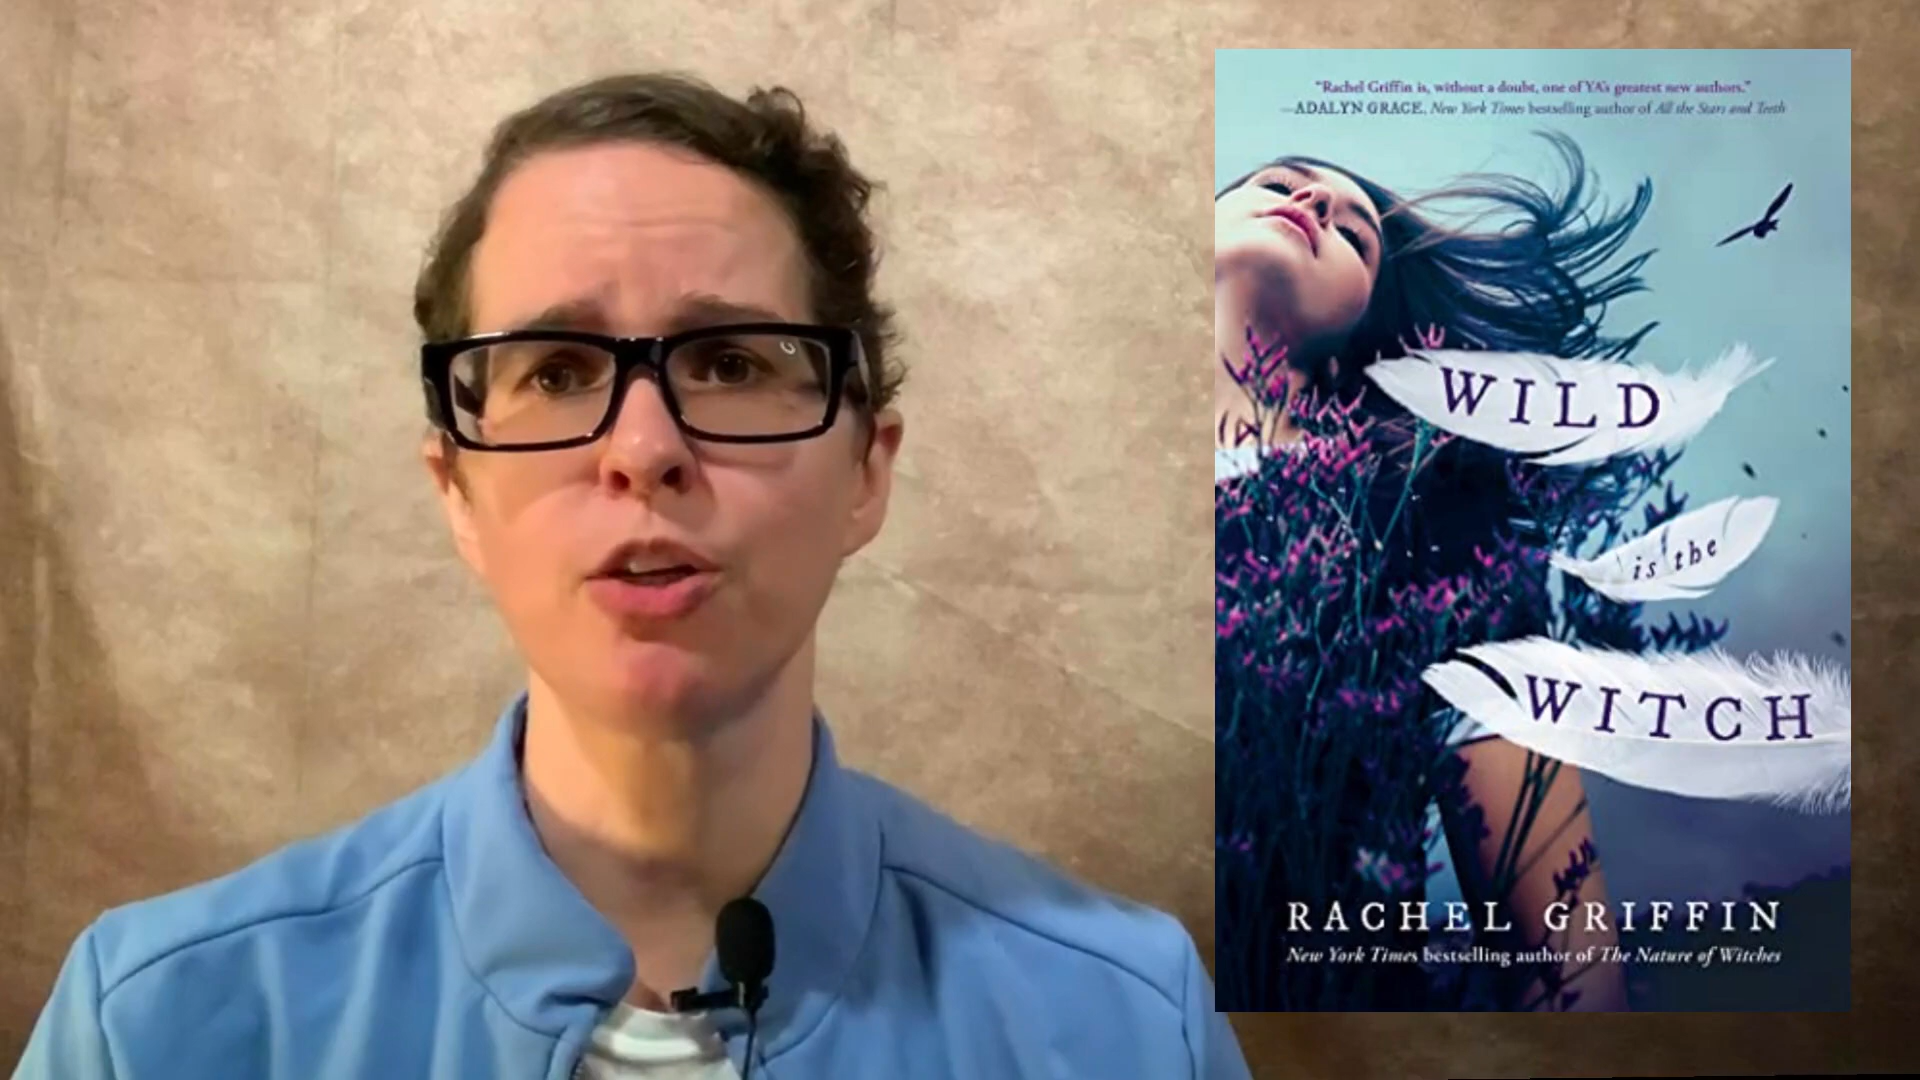 “Rachel Griffin is, without a doubt, one of YA’s greatest new authors.”
—ADALYN GRACE, New York Times bestselling author of All the Stars and Teeth
WILD
is the
WITCH
RACHEL GRIFFIN
New York Times bestselling author of The Nature of Witches